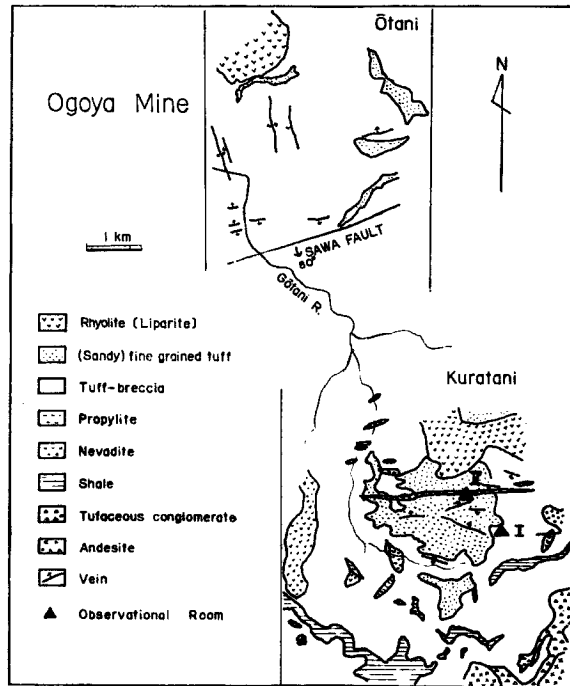 Ōtani
N
Ogoya Mine
1 km
SAWA FAULT
80°
Gōtani R.
Rhyolite (Liparite)
(Sandy) fine grained tuff
Tuff-breccia
Propylite
Nevadite
Shale
Tufaceous conglomerate
Andesite
Vein
Observational Room
Kuratani
II
I